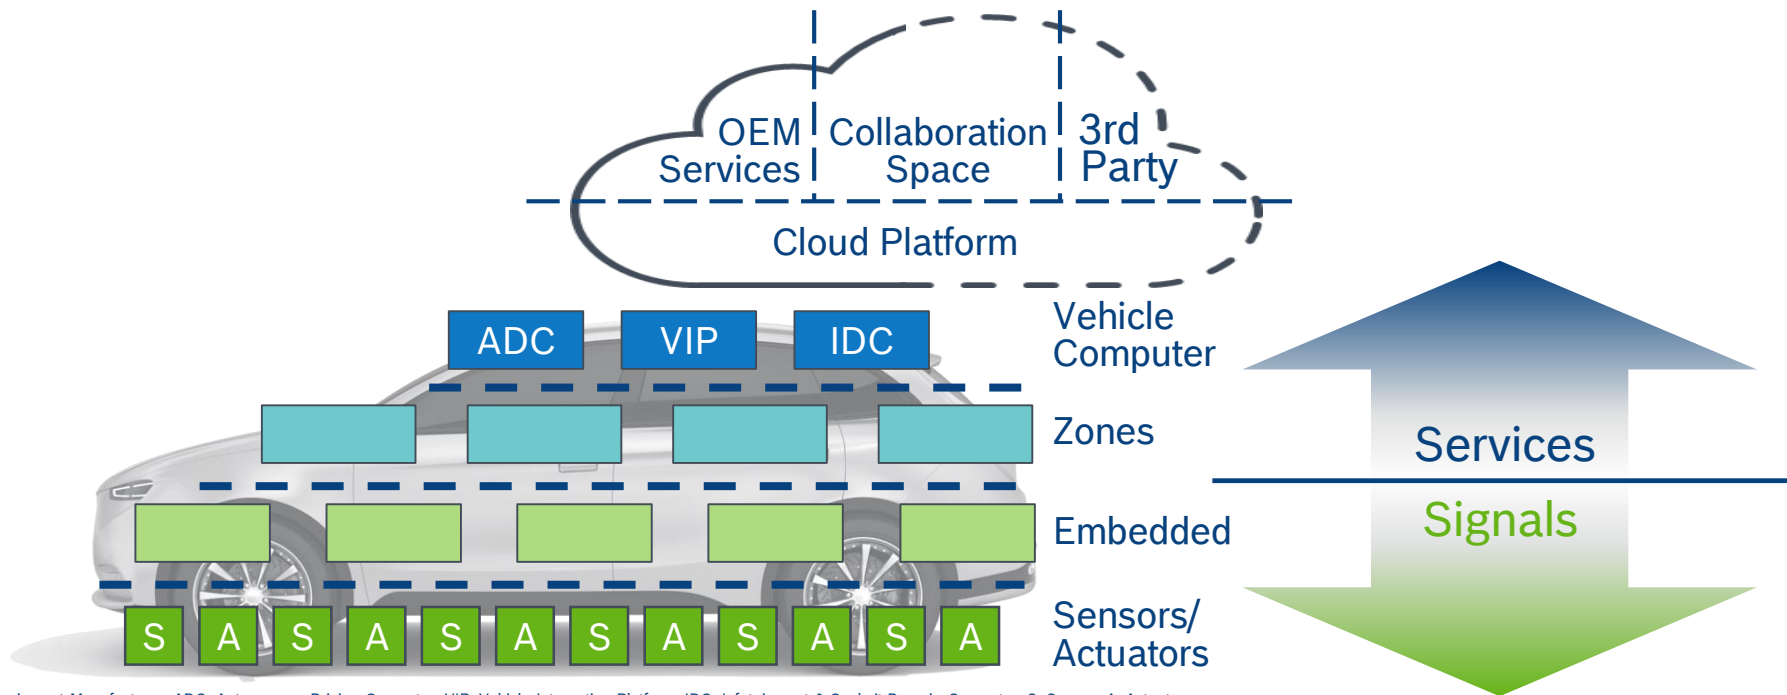 OEM
Services
Collaboration
Space
3rd
Party
Cloud Platform
ADC
VIP
IDC
Vehicle
Computer
Zones
Embedded
S A S A S A S A S A S A
Sensors/
Actuators
Services
Signals